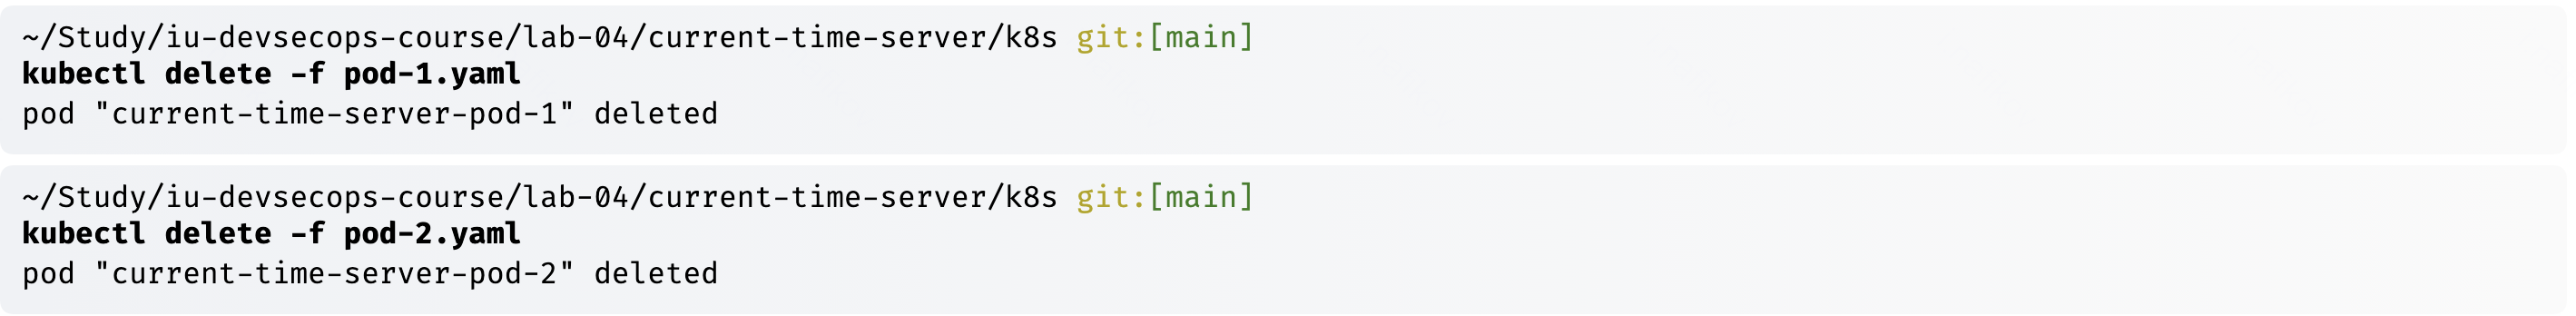 ~/Study/iu-devsecops-course/lab-04/current-time-server/k8s git:[main]
kubectl delete -f pod-1.yaml
pod "current-time-server-pod-1" deleted
~/Study/iu-devsecops-course/lab-04/current-time-server/k8s git:[main]
kubectl delete -f pod-2.yaml
pod "current-time-server-pod-2" deleted